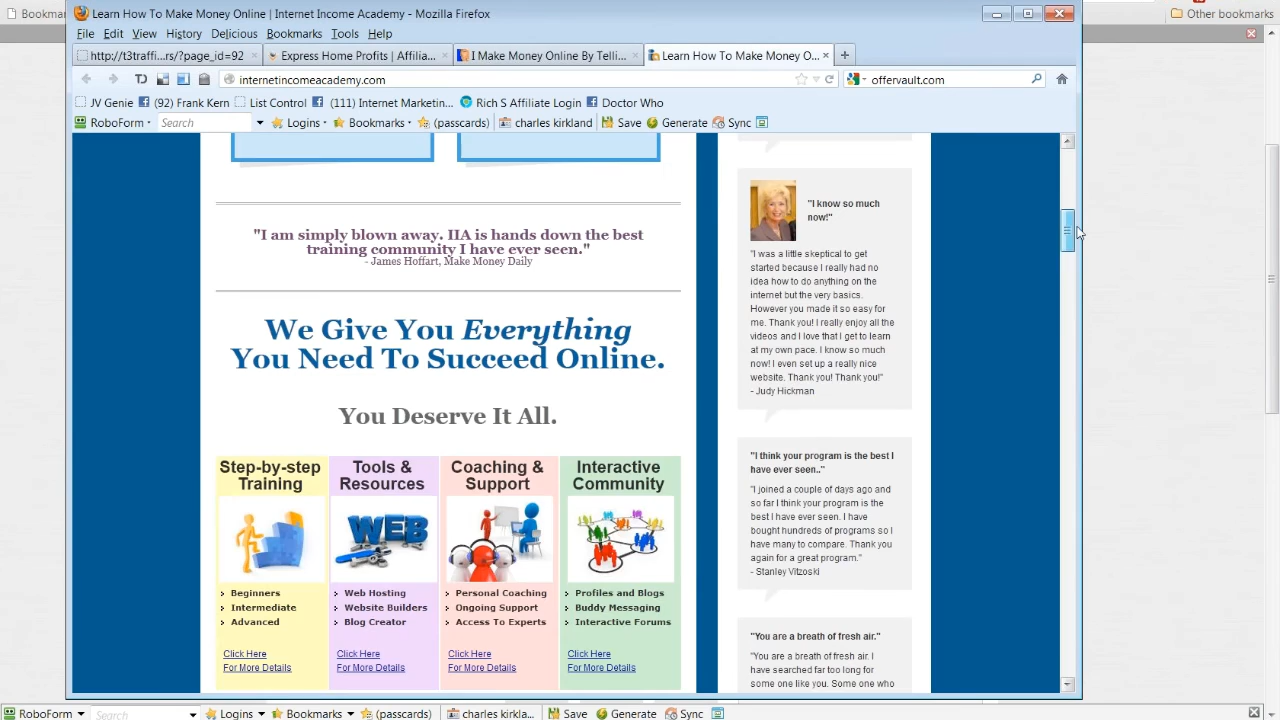 Bookmar
Other bookmarks
Learn How To Make Money Online | Internet Income Academy - Mozilla Firefox
File Edit View History Delicious Bookmarks Tools Help
http://t3traffi...rs/?page_id=92
Express Home Profits | Affilia...
I Make Money Online By Telli...
Learn How To Make Money O...
internetincomeacademy.com
offervault.com
JV Genie (92) Frank Kern List Control (111) Internet Marketin... Rich S Affiliate Login Doctor Who
RoboForm Search Logins Bookmarks (passcards) charles kirkland Save Generate Sync
"I am simply blown away. IIA is hands down the best
training community I have ever seen."
- James Hoffart, Make Money Daily
We Give You Everything
You Need To Succeed Online.
You Deserve It All.
Step-by-step
Training
Beginners
Intermediate
Advanced
Click Here
For More Details
Tools &
Resources
WEB
Web Hosting
Website Builders
Blog Creator
Click Here
For More Details
Coaching &
Support
Personal Coaching
Ongoing Support
Access To Experts
Click Here
For More Details
Interactive
Community
Profiles and Blogs
Buddy Messaging
Interactive Forums
Click Here
For More Details
"I know so much
now!"
"I was a little skeptical to get
started because I really had no
idea how to do anything on the
internet but the very basics.
However you made it so easy for
me. Thank you! I really enjoy all the
videos and I love that I get to learn
at my own pace. I know so much
now! I even set up a really nice
website. Thank you! Thank you!"
- Judy Hickman
"I think your program is the best I
have ever seen.."
"I joined a couple of days ago and
so far I think your program is the
best I have ever seen. I have
bought hundreds of programs so I
have many to compare. Thank you
again for a great program."
- Stanley Vitzoski
"You are a breath of fresh air."
"You are a breath of fresh air. I
have searched far too long for
some one like you. Some one who
RoboForm Search Logins Bookmarks (passcards) charles kirkla... Save Generate Sync